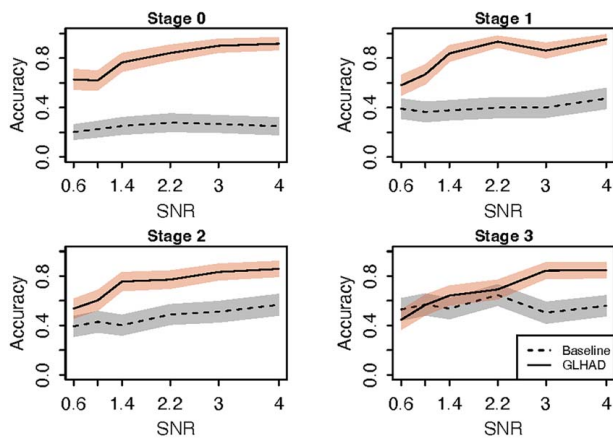 Stage 0
Accuracy
0.0 0.4 0.8
0.6 1.4 2.2 3 4
SNR
Stage 1
Accuracy
0.0 0.4 0.8
0.6 1.4 2.2 3 4
SNR
Stage 2
Accuracy
0.0 0.4 0.8
0.6 1.4 2.2 3 4
SNR
Stage 3
Accuracy
0.0 0.4 0.8
0.6 1.4 2.2 3 4
SNR
Baseline
GLHAD